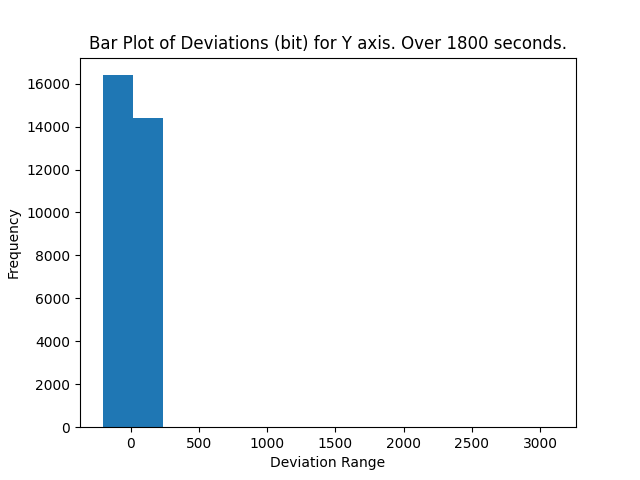 Bar Plot of Deviations (bit) for Y axis. Over 1800 seconds.
16000
14000
12000
10000
8000
6000
4000
2000
0
Frequency
0 500 1000 1500 2000 2500 3000
Deviation Range